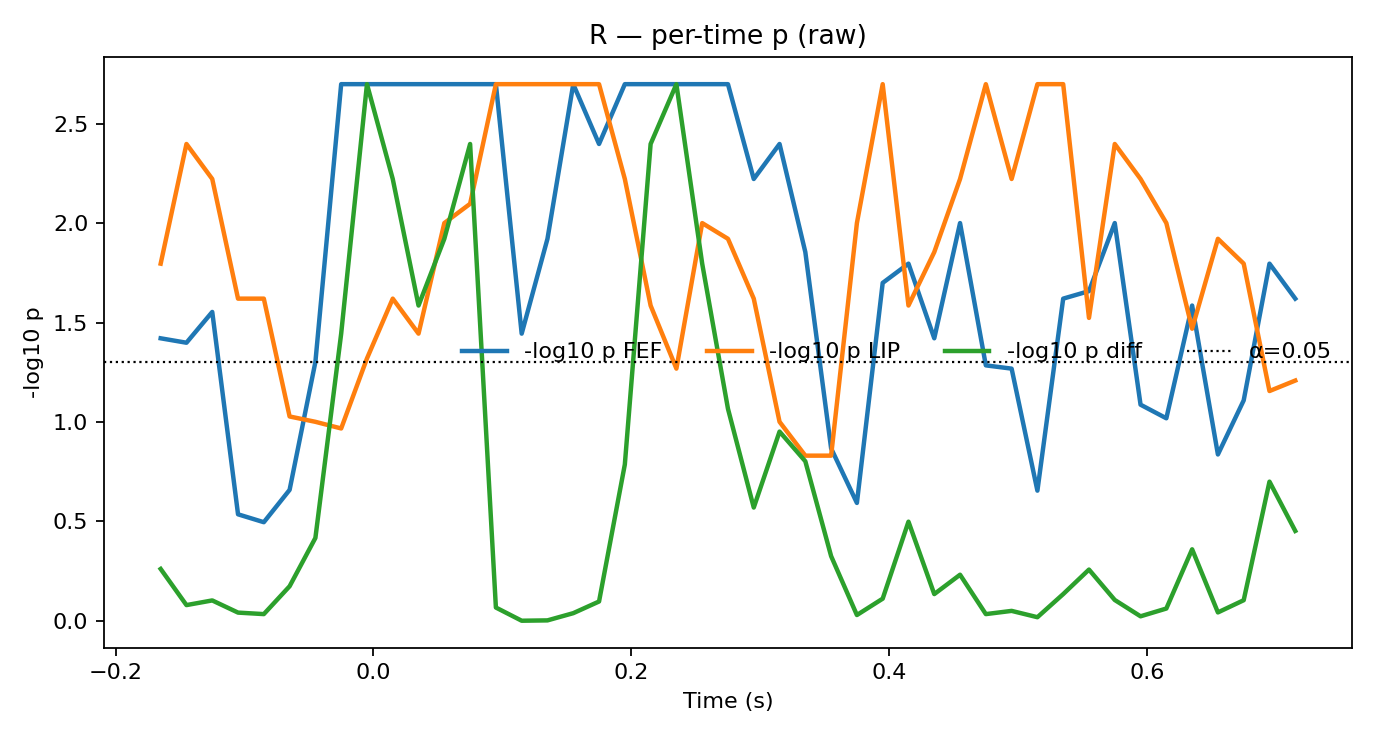 R — per-time p (raw)
-log10 p
2.5
2.0
1.5
1.0
0.5
0.0
-log10 p FEF -log10 p LIP -log10 p diff α=0.05
−0.2 0.0 0.2 0.4 0.6
Time (s)